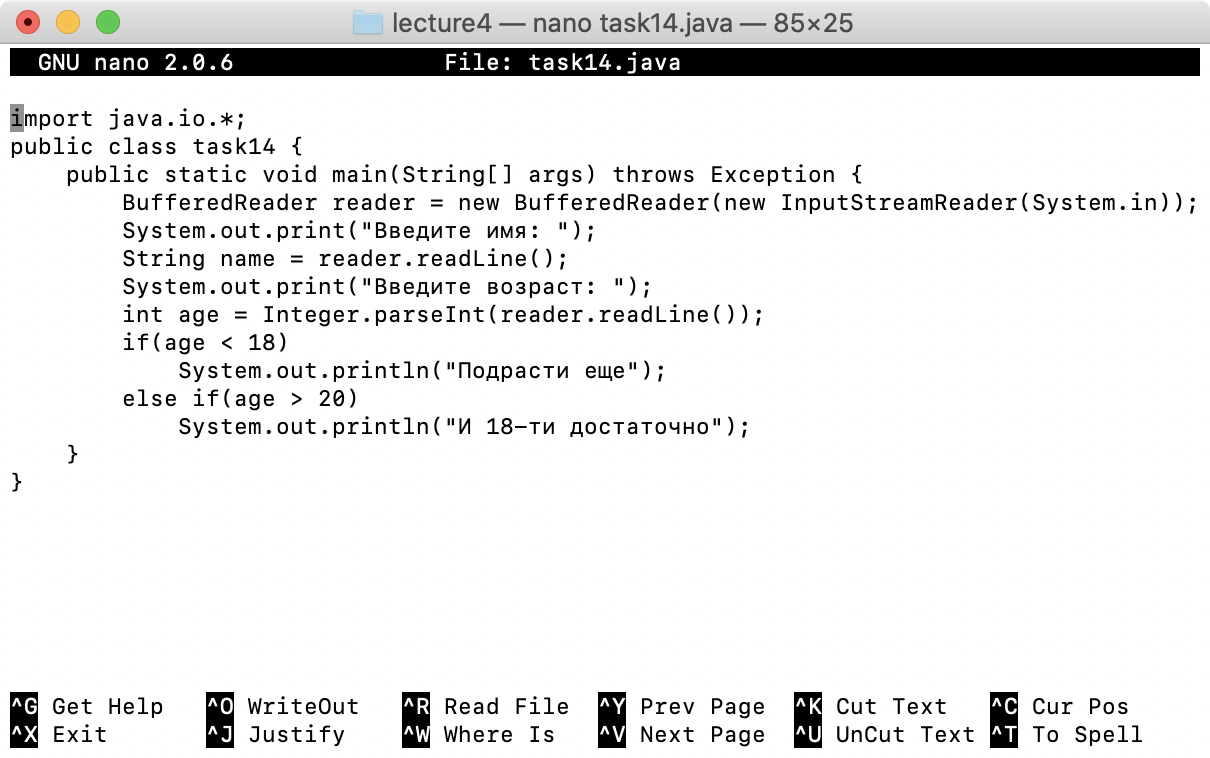 lecture4 — nano task14.java — 85×25
GNU nano 2.0.6 File: task14.java
import java.io.*;
public class task14 {
    public static void main(String[] args) throws Exception {
        BufferedReader reader = new BufferedReader(new InputStreamReader(System.in));
        System.out.print("Введите имя: ");
        String name = reader.readLine();
        System.out.print("Введите возраст: ");
        int age = Integer.parseInt(reader.readLine());
        if(age < 18)
            System.out.println("Подрасти еще");
        else if(age > 20)
            System.out.println("И 18-ти достаточно");
    }
}
^G Get Help ^O WriteOut ^R Read File ^Y Prev Page ^K Cut Text ^C Cur Pos
^X Exit ^J Justify ^W Where Is ^V Next Page ^U UnCut Text ^T To Spell